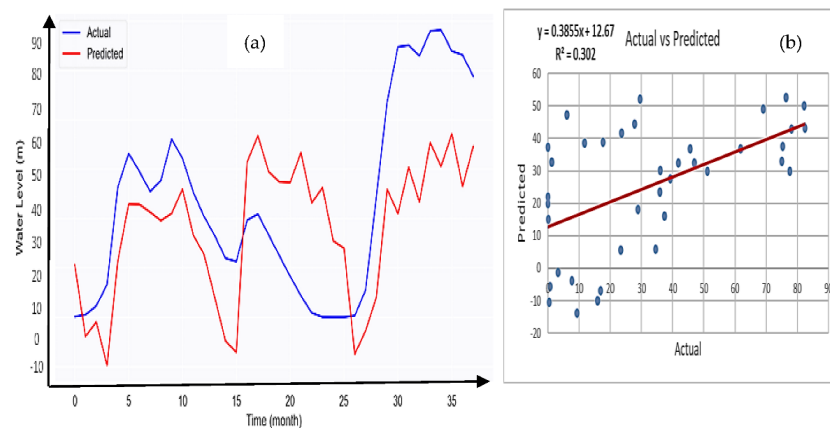 (a)
Actual
Predicted
Water Level (m)
90
80
70
60
50
40
30
20
10
0
-10
0 5 10 15 20 25 30 35
Time (month)
y = 0.3855x + 12.67
R² = 0.302
Actual vs Predicted
(b)
Predicted
60
50
40
30
20
10
0
-10
-20
0 10 20 30 40 50 60 70 80 90
Actual